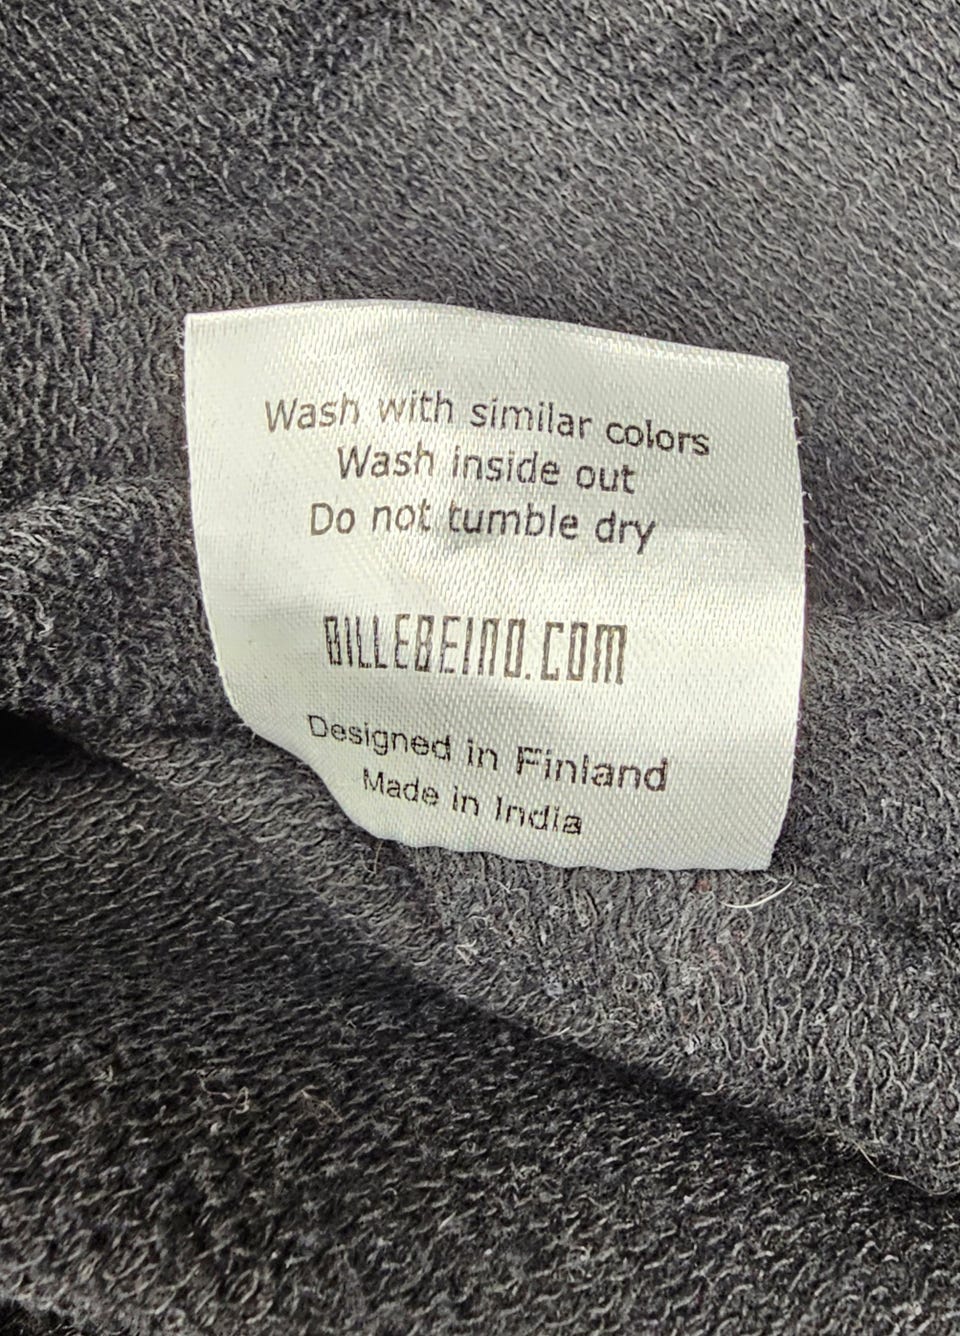 Wash with similar colors
Wash inside out
Do not tumble dry
BILLEBEINO.COM
Designed in Finland
Made in India